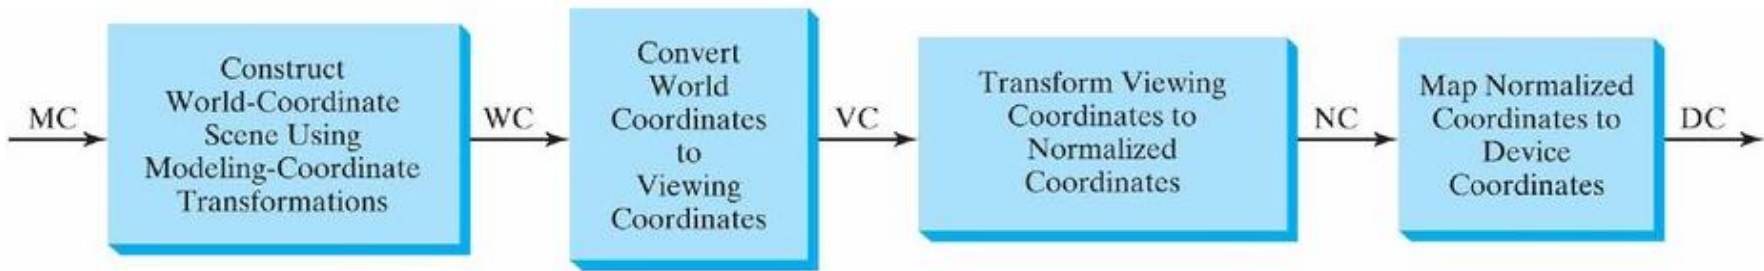 MC
Construct
World-Coordinate
Scene Using
Modeling-Coordinate
Transformations
WC
Convert
World
Coordinates
to
Viewing
Coordinates
VC
Transform Viewing
Coordinates to
Normalized
Coordinates
NC
Map Normalized
Coordinates to
Device
Coordinates
DC